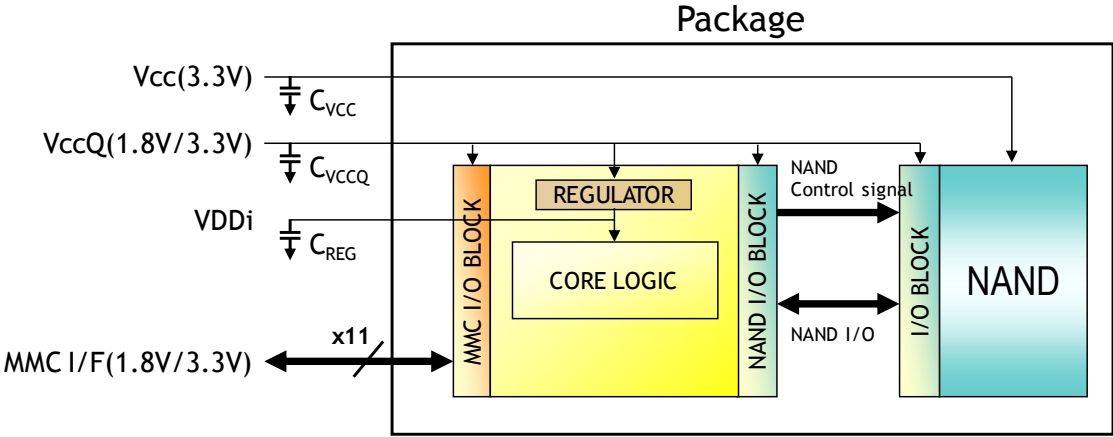 Package
Vcc(3.3V)
CVCC
VccQ(1.8V/3.3V)
CVCCQ
VDDi
CREG
REGULATOR
CORE LOGIC
MMC I/O BLOCK
NAND I/O BLOCK
NAND
Control signal
NAND I/O
I/O BLOCK
NAND
x11
MMC I/F(1.8V/3.3V)